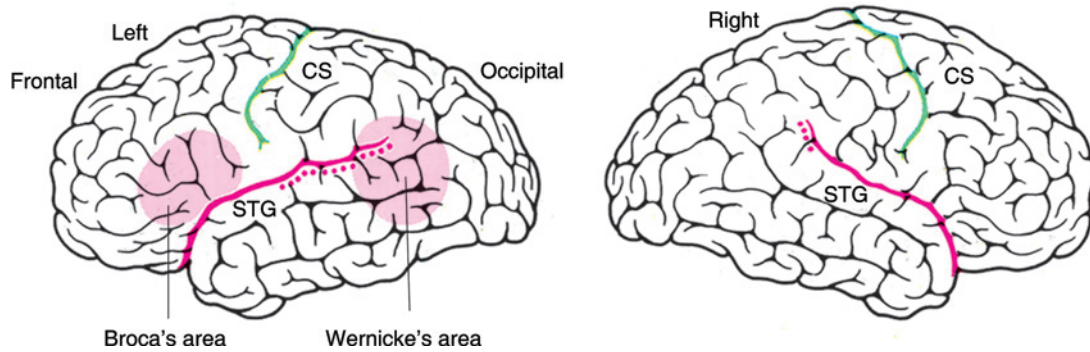 Left
Right
Frontal
CS
Occipital
CS
STG
STG
Broca's area
Wernicke's area